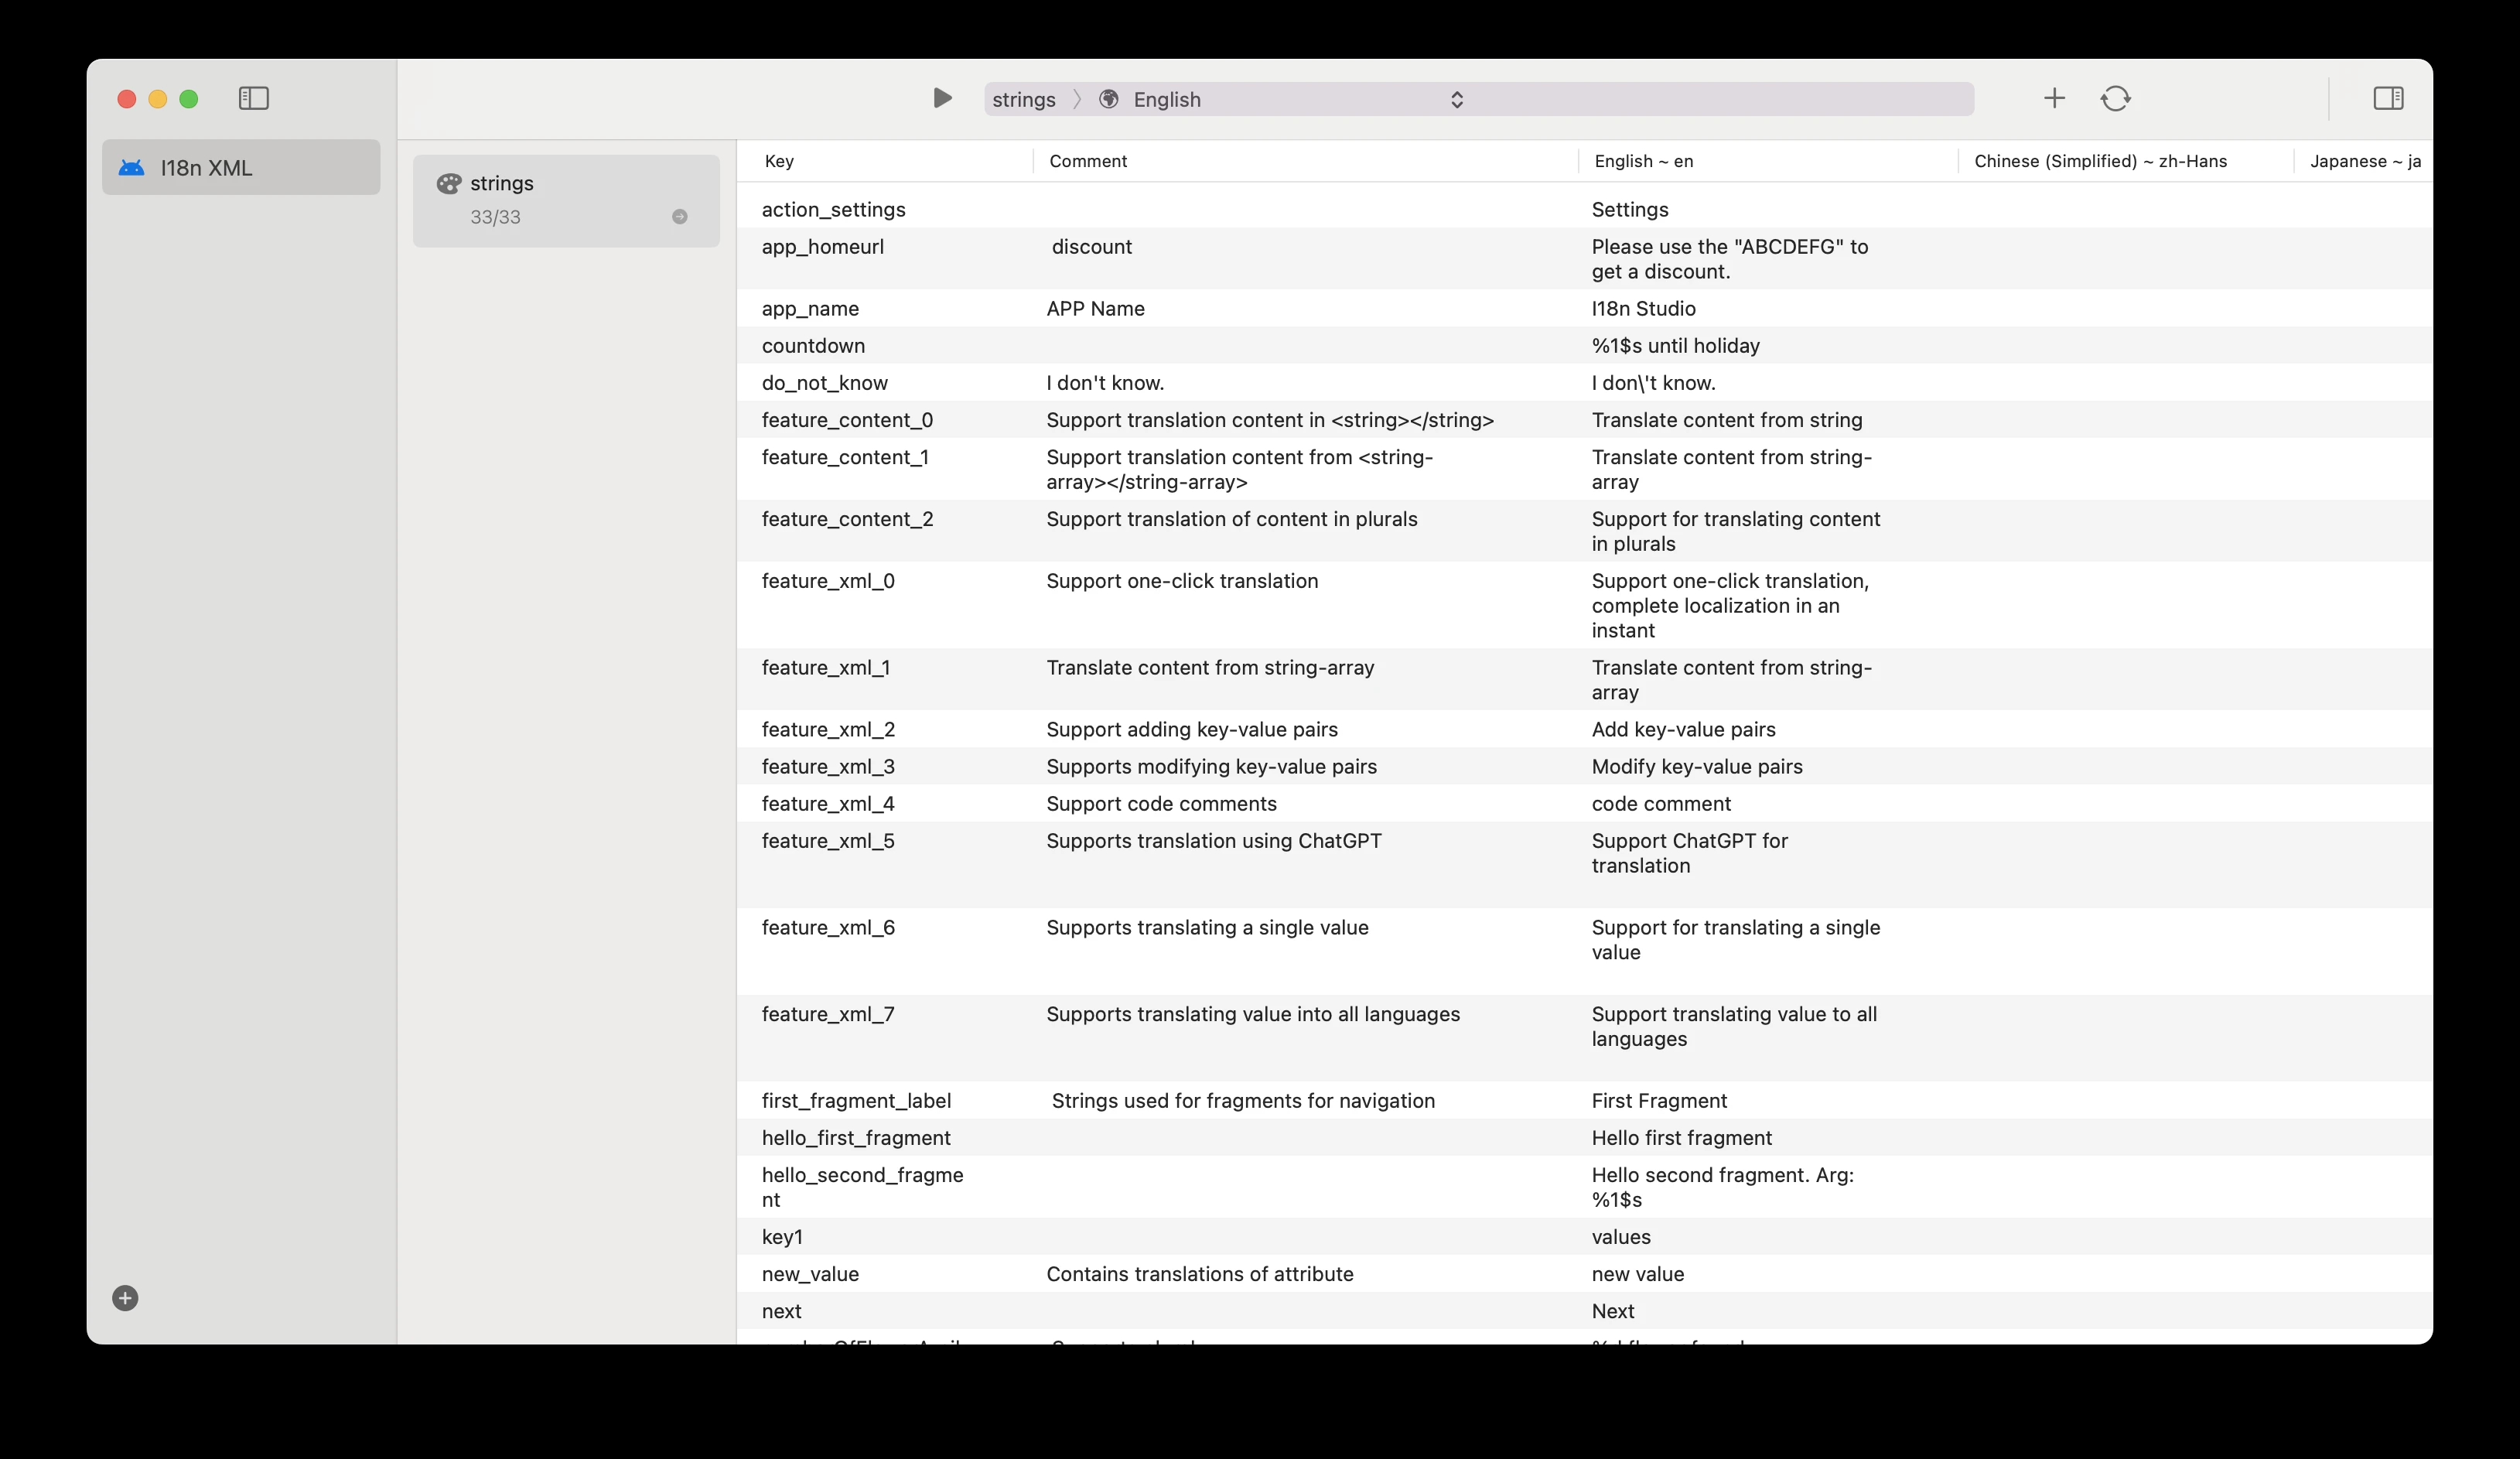 strings 〉 English
I18n XML
strings
33/33
Key Comment English ~ en Chinese (Simplified) ~ zh-Hans Japanese ~ ja
action_settings Settings
app_homeurl discount Please use the "ABCDEFG" to
get a discount.
app_name APP Name I18n Studio
countdown %1$s until holiday
do_not_know I don't know. I don\'t know.
feature_content_0 Support translation content in <string></string> Translate content from string
feature_content_1 Support translation content from <string- Translate content from string-
array></string-array> array
feature_content_2 Support translation of content in plurals Support for translating content
in plurals
feature_xml_0 Support one-click translation Support one-click translation,
complete localization in an
instant
feature_xml_1 Translate content from string-array Translate content from string-
array
feature_xml_2 Support adding key-value pairs Add key-value pairs
feature_xml_3 Supports modifying key-value pairs Modify key-value pairs
feature_xml_4 Support code comments code comment
feature_xml_5 Supports translation using ChatGPT Support ChatGPT for
translation
feature_xml_6 Supports translating a single value Support for translating a single
value
feature_xml_7 Supports translating value into all languages Support translating value to all
languages
first_fragment_label Strings used for fragments for navigation First Fragment
hello_first_fragment Hello first fragment
hello_second_fragme Hello second fragment. Arg:
nt %1$s
key1 values
new_value Contains translations of attribute new value
next Next